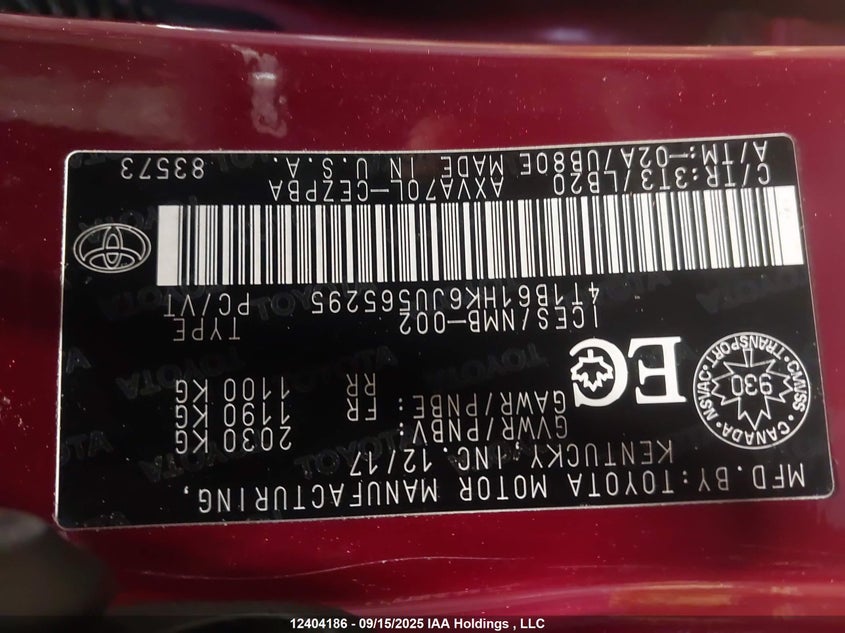 MFD.BY:TOYOTA MOTOR MANUFACTURING,
KENTUCKY,INC.12/17
GVWR/PNBV: 2030 KG
GAWR/PNBE: FR 1190 KG
RR 1100 KG
CANADA • NSVAC - TRANSPORT - CMVSS •
930
EC
ICES/NMB-002
TYPE
4T1B61HK6JU565295
PC/VT
AXVA70L-CEZPBA
C/TR:3T3/LB20
A/TM:-02A/UB80E MADE IN U.S.A.
83573
12404186 - 09/15/2025 IAA Holdings , LLC